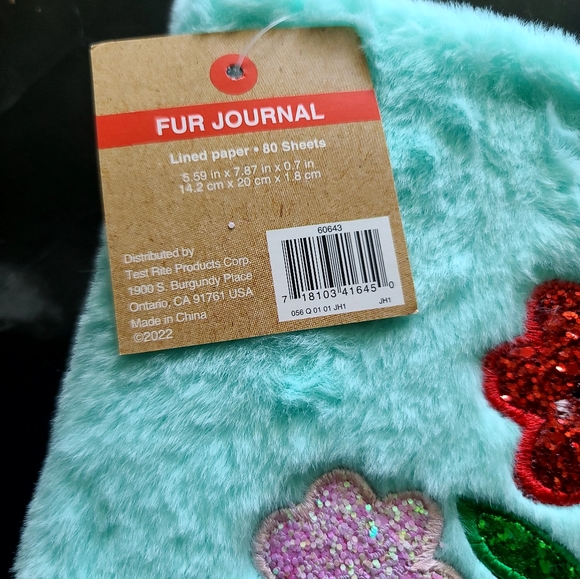 FUR JOURNAL
Lined paper • 80 Sheets
5.59 in x 7.87 in x 0.7 in
14.2 cm x 20 cm x 1.8 cm
Distributed by
Test Rite Products Corp.
1900 S. Burgundy Place
Ontario, CA 91761 USA
Made in China
©2022
60643
7 18103 41645 0
056 Q 01 01 JH1 JH1